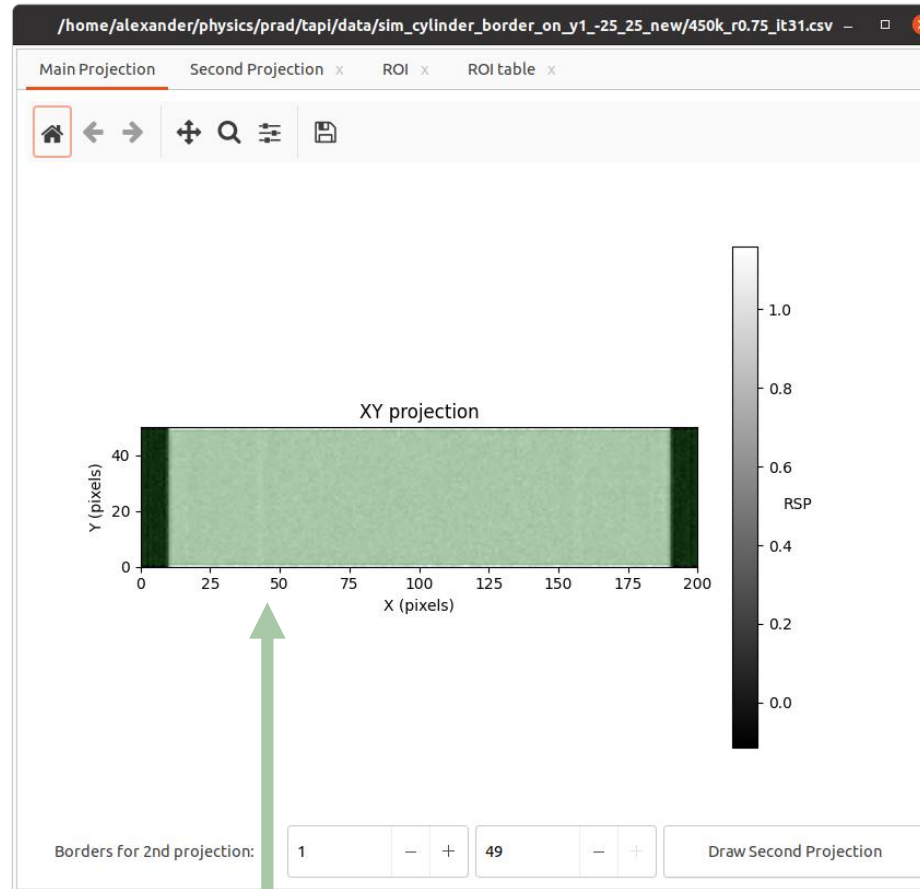 /home/alexander/physics/prad/tapi/data/sim_cylinder_border_on_y1_-25_25_new/450k_r0.75_it31.csv
Main Projection Second Projection x ROI x ROI table x
XY projection
1.0
0.8
0.6
0.4
0.2
0.0
RSP
40
20
0
Y (pixels)
0 25 50 75 100 125 150 175 200
X (pixels)
Borders for 2nd projection: 1 − + 49 − + Draw Second Projection